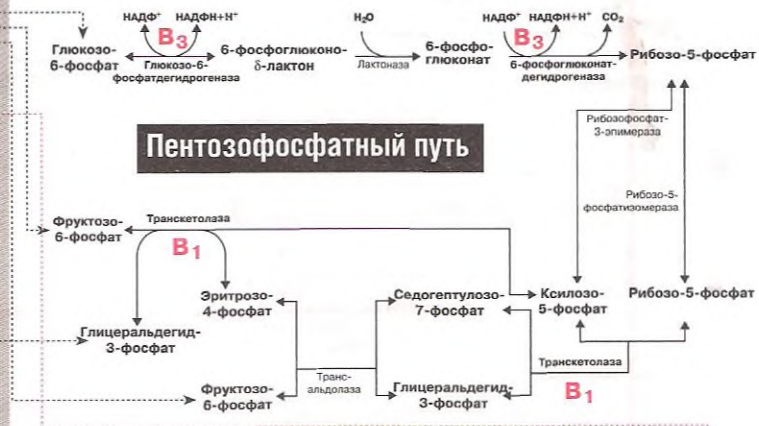 НАДФ⁺ НАДФН+Н⁺ H₂O НАДФ⁺ НАДФН+Н⁺ CO₂
B₃ B₃
Глюкозо-
6-фосфат
Глюкозо-6-
фосфатдегидрогеназа
6-фосфоглюконо-
δ-лактон
Лактоназа
6-фосфо-
глюконат
6-фосфоглюконат-
дегидрогеназа
Рибозо-5-фосфат
Рибозофосфат-
3-эпимераза
Пентозофосфатный путь
Рибозо-5-
фосфатизомераза
Фруктозо-
6-фосфат
Транскетолаза
B₁
Эритрозо-
4-фосфат
Седогептулозо-
7-фосфат
Ксилозо-
5-фосфат
Рибозо-5-фосфат
Глицеральдегид-
3-фосфат
Транскетолаза
B₁
Транс-
альдолаза
Фруктозо-
6-фосфат
Глицеральдегид-
3-фосфат